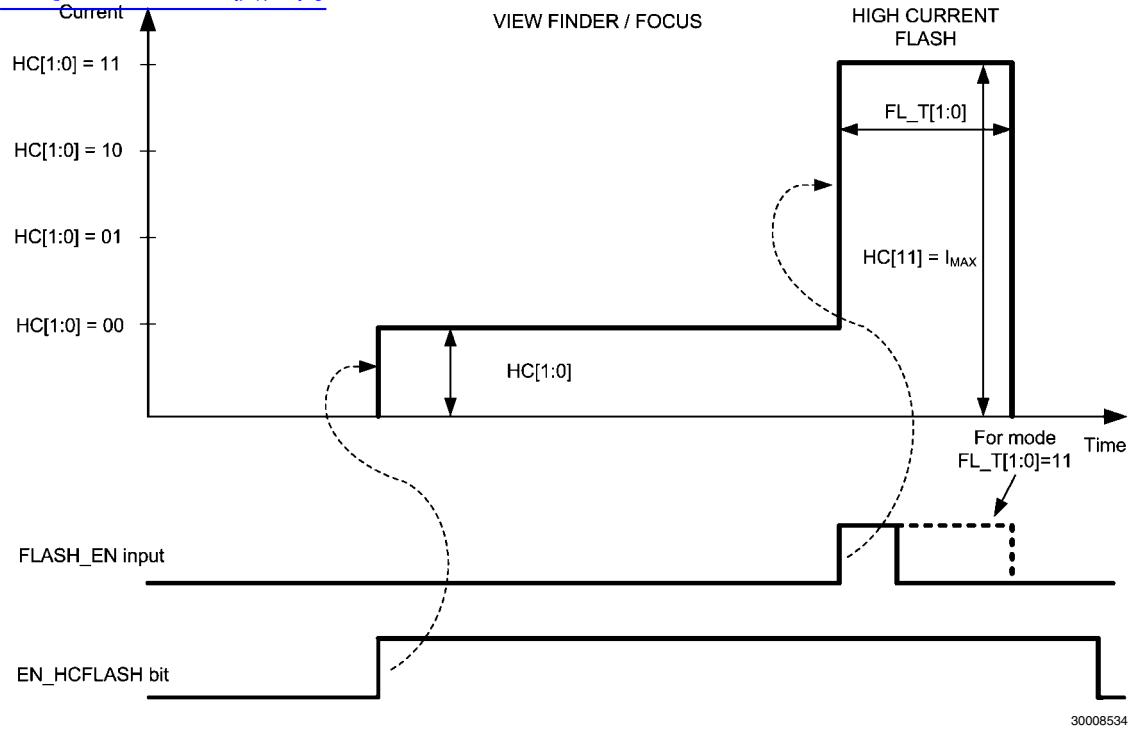 Current
VIEW FINDER / FOCUS
HIGH CURRENT
FLASH
HC[1:0] = 11
FL_T[1:0]
HC[1:0] = 10
HC[1:0] = 01
HC[11] = IMAX
HC[1:0] = 00
HC[1:0]
Time
For mode
FL_T[1:0]=11
FLASH_EN input
EN_HCFLASH bit
30008534